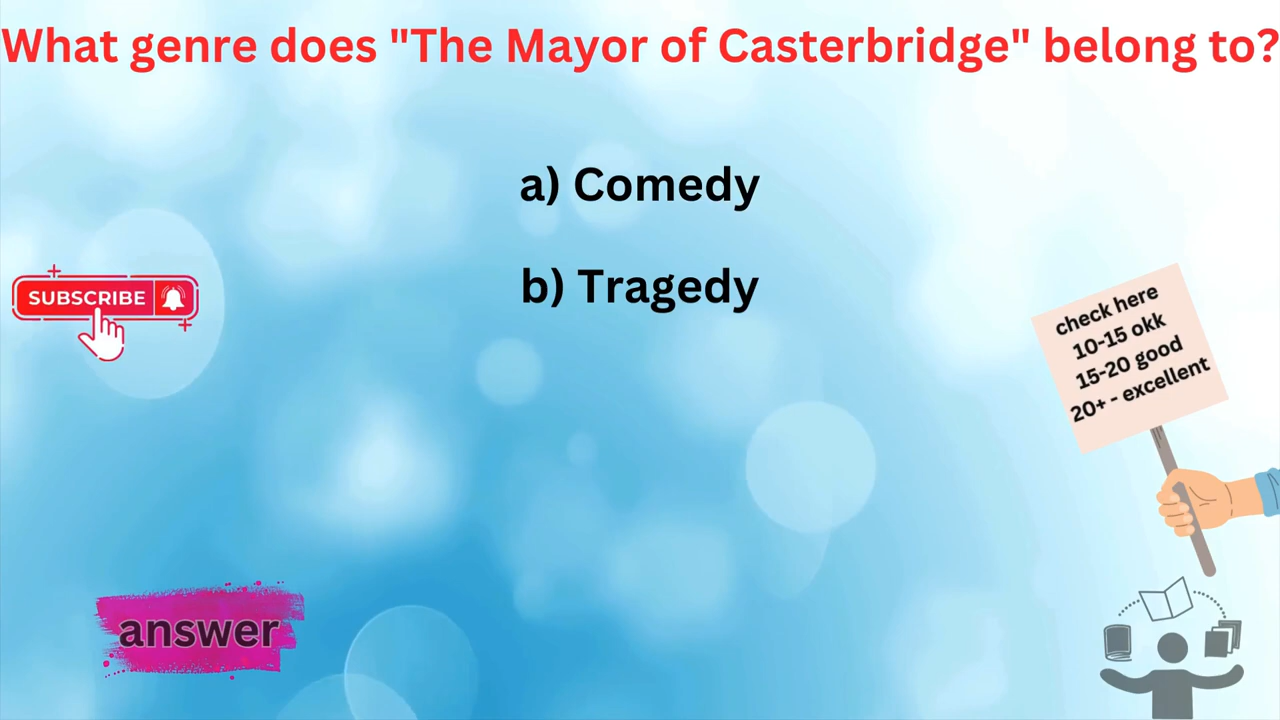 What genre does "The Mayor of Casterbridge" belong to?
a) Comedy
b) Tragedy
SUBSCRIBE
check here
10-15 okk
15-20 good
20+ - excellent
answer